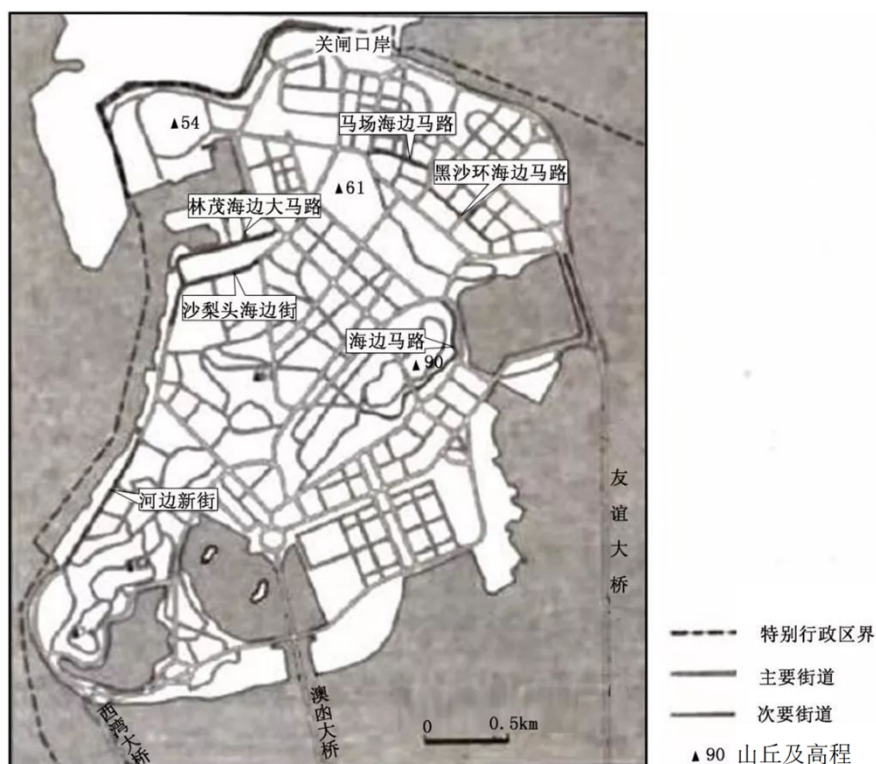 关闸口岸
▲54
马场海边马路
黑沙环海边马路
▲61
林茂海边大马路
沙梨头海边街
海边马路
▲90
河边新街
友谊大桥
西湾大桥
澳凼大桥
0 0.5km
特别行政区界
主要街道
次要街道
▲90 山丘及高程